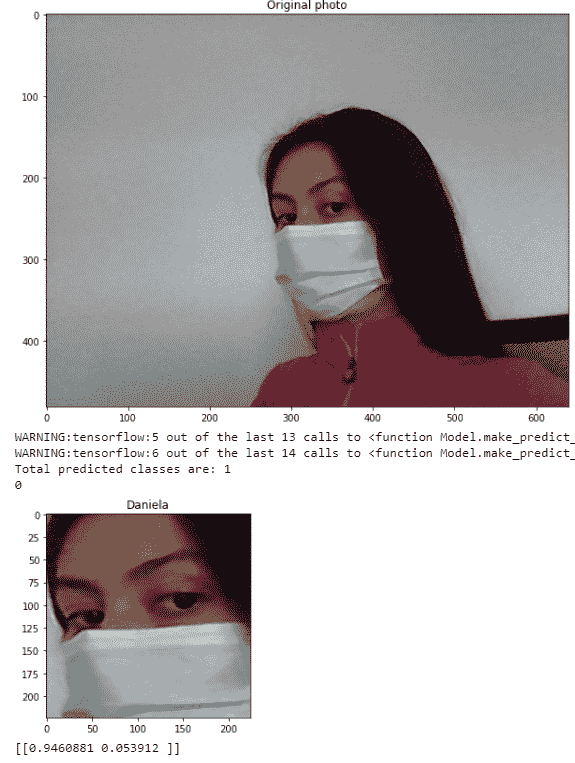 Original photo
0
100
200
300
400
0 100 200 300 400 500 600
WARNING:tensorflow:5 out of the last 13 calls to <function Model.make_predict_
WARNING:tensorflow:6 out of the last 14 calls to <function Model.make_predict_
Total predicted classes are: 1
0
Daniela
0
25
50
75
100
125
150
175
200
0 50 100 150 200
[[0.9460881 0.053912 ]]